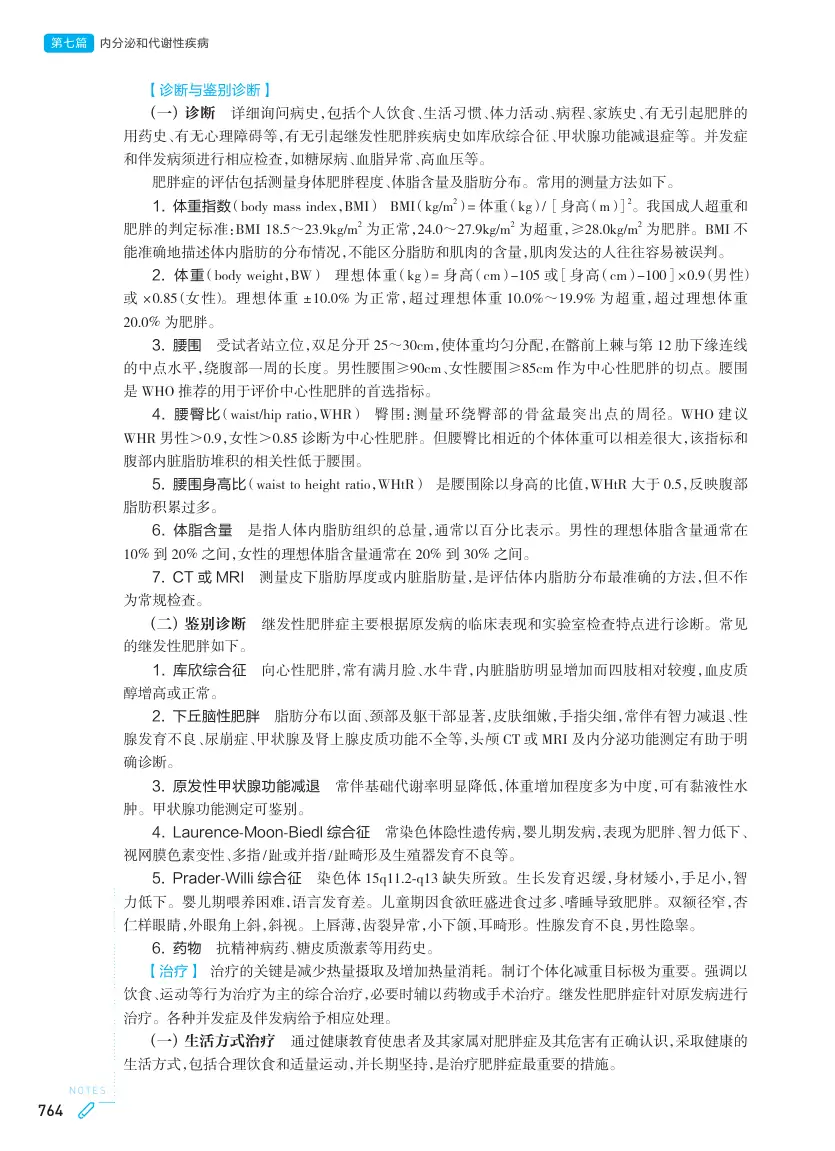 第七篇 内分泌和代谢性疾病
【诊断与鉴别诊断】
（一）诊断 详细询问病史，包括个人饮食、生活习惯、体力活动、病程、家族史、有无引起肥胖的
用药史、有无心理障碍等，有无引起继发性肥胖疾病史如库欣综合征、甲状腺功能减退症等。并发症
和伴发病须进行相应检查，如糖尿病、血脂异常、高血压等。
肥胖症的评估包括测量身体肥胖程度、体脂含量及脂肪分布。常用的测量方法如下。
1. 体重指数（body mass index，BMI） BMI（kg/m²）=体重（kg）/［身高（m）］²。我国成人超重和
肥胖的判定标准：BMI 18.5～23.9kg/m² 为正常，24.0～27.9kg/m² 为超重，≥28.0kg/m² 为肥胖。BMI 不
能准确地描述体内脂肪的分布情况，不能区分脂肪和肌肉的含量，肌肉发达的人往往容易被误判。
2. 体重（body weight，BW） 理想体重（kg）=身高（cm）–105 或［身高（cm）–100］×0.9（男性）
或 ×0.85（女性）。理想体重 ±10.0% 为正常，超过理想体重 10.0%～19.9% 为超重，超过理想体重
20.0% 为肥胖。
3. 腰围 受试者站立位，双足分开 25～30cm，使体重均匀分配，在髂前上棘与第 12 肋下缘连线
的中点水平，绕腹部一周的长度。男性腰围≥90cm、女性腰围≥85cm 作为中心性肥胖的切点。腰围
是 WHO 推荐的用于评价中心性肥胖的首选指标。
4. 腰臀比（waist/hip ratio，WHR） 臀围：测量环绕臀部的骨盆最突出点的周径。WHO 建议
WHR 男性＞0.9，女性＞0.85 诊断为中心性肥胖。但腰臀比相近的个体体重可以相差很大，该指标和
腹部内脏脂肪堆积的相关性低于腰围。
5. 腰围身高比（waist to height ratio，WHtR） 是腰围除以身高的比值，WHtR 大于 0.5，反映腹部
脂肪积累过多。
6. 体脂含量 是指人体内脂肪组织的总量，通常以百分比表示。男性的理想体脂含量通常在
10% 到 20% 之间，女性的理想体脂含量通常在 20% 到 30% 之间。
7. CT 或 MRI 测量皮下脂肪厚度或内脏脂肪量，是评估体内脂肪分布最准确的方法，但不作
为常规检查。
（二）鉴别诊断 继发性肥胖症主要根据原发病的临床表现和实验室检查特点进行诊断。常见
的继发性肥胖如下。
1. 库欣综合征 向心性肥胖，常有满月脸、水牛背，内脏脂肪明显增加而四肢相对较瘦，血皮质
醇增高或正常。
2. 下丘脑性肥胖 脂肪分布以面、颈部及躯干部显著，皮肤细嫩，手指尖细，常伴有智力减退、性
腺发育不良、尿崩症、甲状腺及肾上腺皮质功能不全等，头颅 CT 或 MRI 及内分泌功能测定有助于明
确诊断。
3. 原发性甲状腺功能减退 常伴基础代谢率明显降低，体重增加程度多为中度，可有黏液性水
肿。甲状腺功能测定可鉴别。
4. Laurence-Moon-Biedl 综合征 常染色体隐性遗传病，婴儿期发病，表现为肥胖、智力低下、
视网膜色素变性、多指/趾或并指/趾畸形及生殖器发育不良等。
5. Prader-Willi 综合征 染色体 15q11.2-q13 缺失所致。生长发育迟缓，身材矮小，手足小，智
力低下。婴儿期喂养困难，语言发育差。儿童期因食欲旺盛进食过多、嗜睡导致肥胖。双额径窄，杏
仁样眼睛，外眼角上斜，斜视。上唇薄，齿裂异常，小下颌，耳畸形。性腺发育不良，男性隐睾。
6. 药物 抗精神病药、糖皮质激素等用药史。
【治疗】 治疗的关键是减少热量摄取及增加热量消耗。制订个体化减重目标极为重要。强调以
饮食、运动等行为治疗为主的综合治疗，必要时辅以药物或手术治疗。继发性肥胖症针对原发病进行
治疗。各种并发症及伴发病给予相应处理。
（一）生活方式治疗 通过健康教育使患者及其家属对肥胖症及其危害有正确认识，采取健康的
生活方式，包括合理饮食和适量运动，并长期坚持，是治疗肥胖症最重要的措施。
NOTES
764